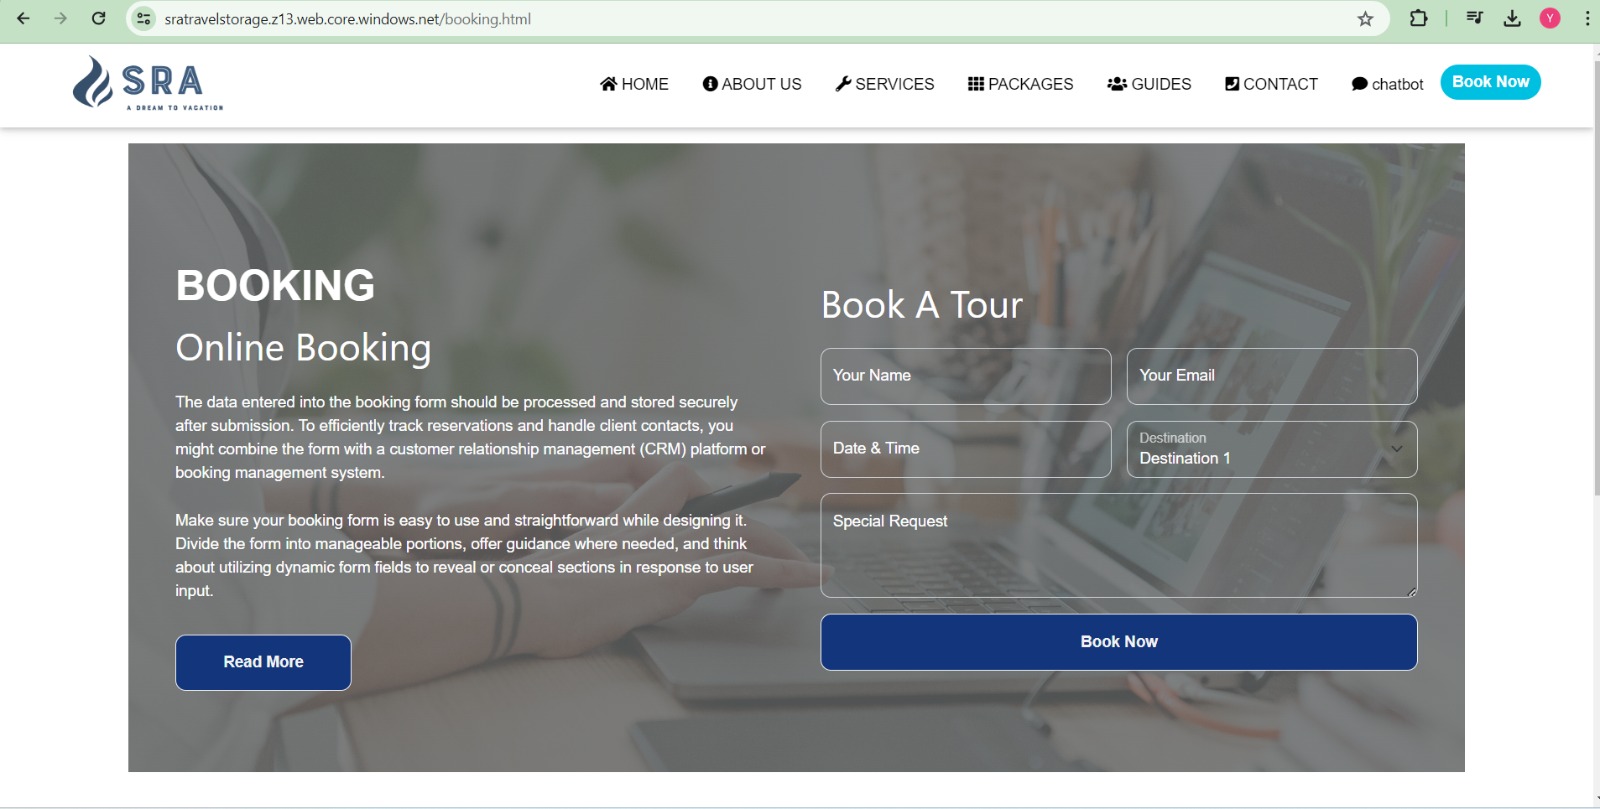 sratravelstorage.z13.web.core.windows.net/booking.html
Y
SRA
A DREAM TO VACATION
HOME
ABOUT US
SERVICES
PACKAGES
GUIDES
CONTACT
chatbot
Book Now
BOOKING
Online Booking
The data entered into the booking form should be processed and stored securely
after submission. To efficiently track reservations and handle client contacts, you
might combine the form with a customer relationship management (CRM) platform or
booking management system.
Make sure your booking form is easy to use and straightforward while designing it.
Divide the form into manageable portions, offer guidance where needed, and think
about utilizing dynamic form fields to reveal or conceal sections in response to user
input.
Read More
Book A Tour
Your Name
Your Email
Date & Time
Destination
Destination 1
Special Request
Book Now